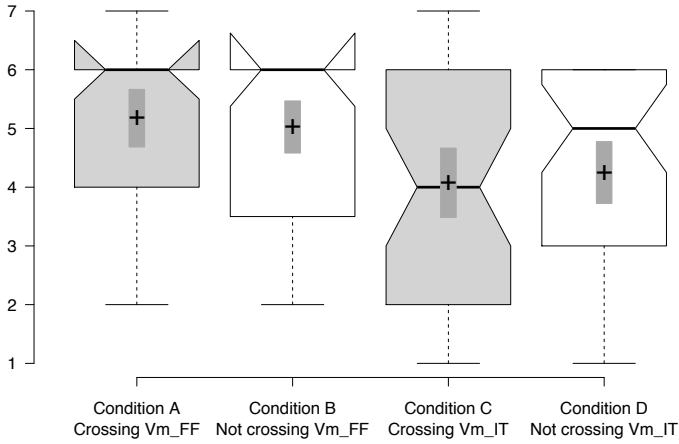 7
6
5
4
3
2
1
Condition A
Crossing Vm_FF
Condition B
Not crossing Vm_FF
Condition C
Crossing Vm_IT
Condition D
Not crossing Vm_IT